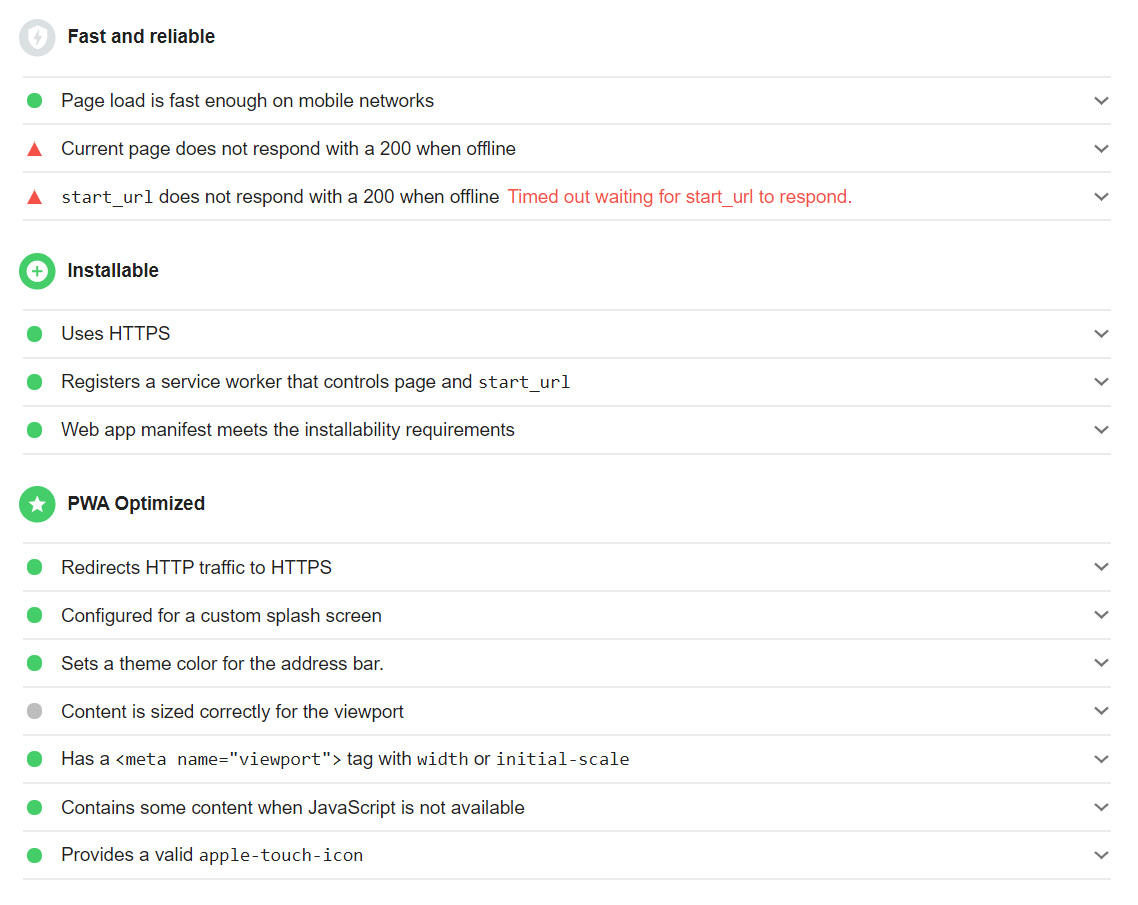 Fast and reliable
Page load is fast enough on mobile networks
Current page does not respond with a 200 when offline
start_url does not respond with a 200 when offline Timed out waiting for start_url to respond.
Installable
Uses HTTPS
Registers a service worker that controls page and start_url
Web app manifest meets the installability requirements
PWA Optimized
Redirects HTTP traffic to HTTPS
Configured for a custom splash screen
Sets a theme color for the address bar.
Content is sized correctly for the viewport
Has a <meta name="viewport"> tag with width or initial-scale
Contains some content when JavaScript is not available
Provides a valid apple-touch-icon